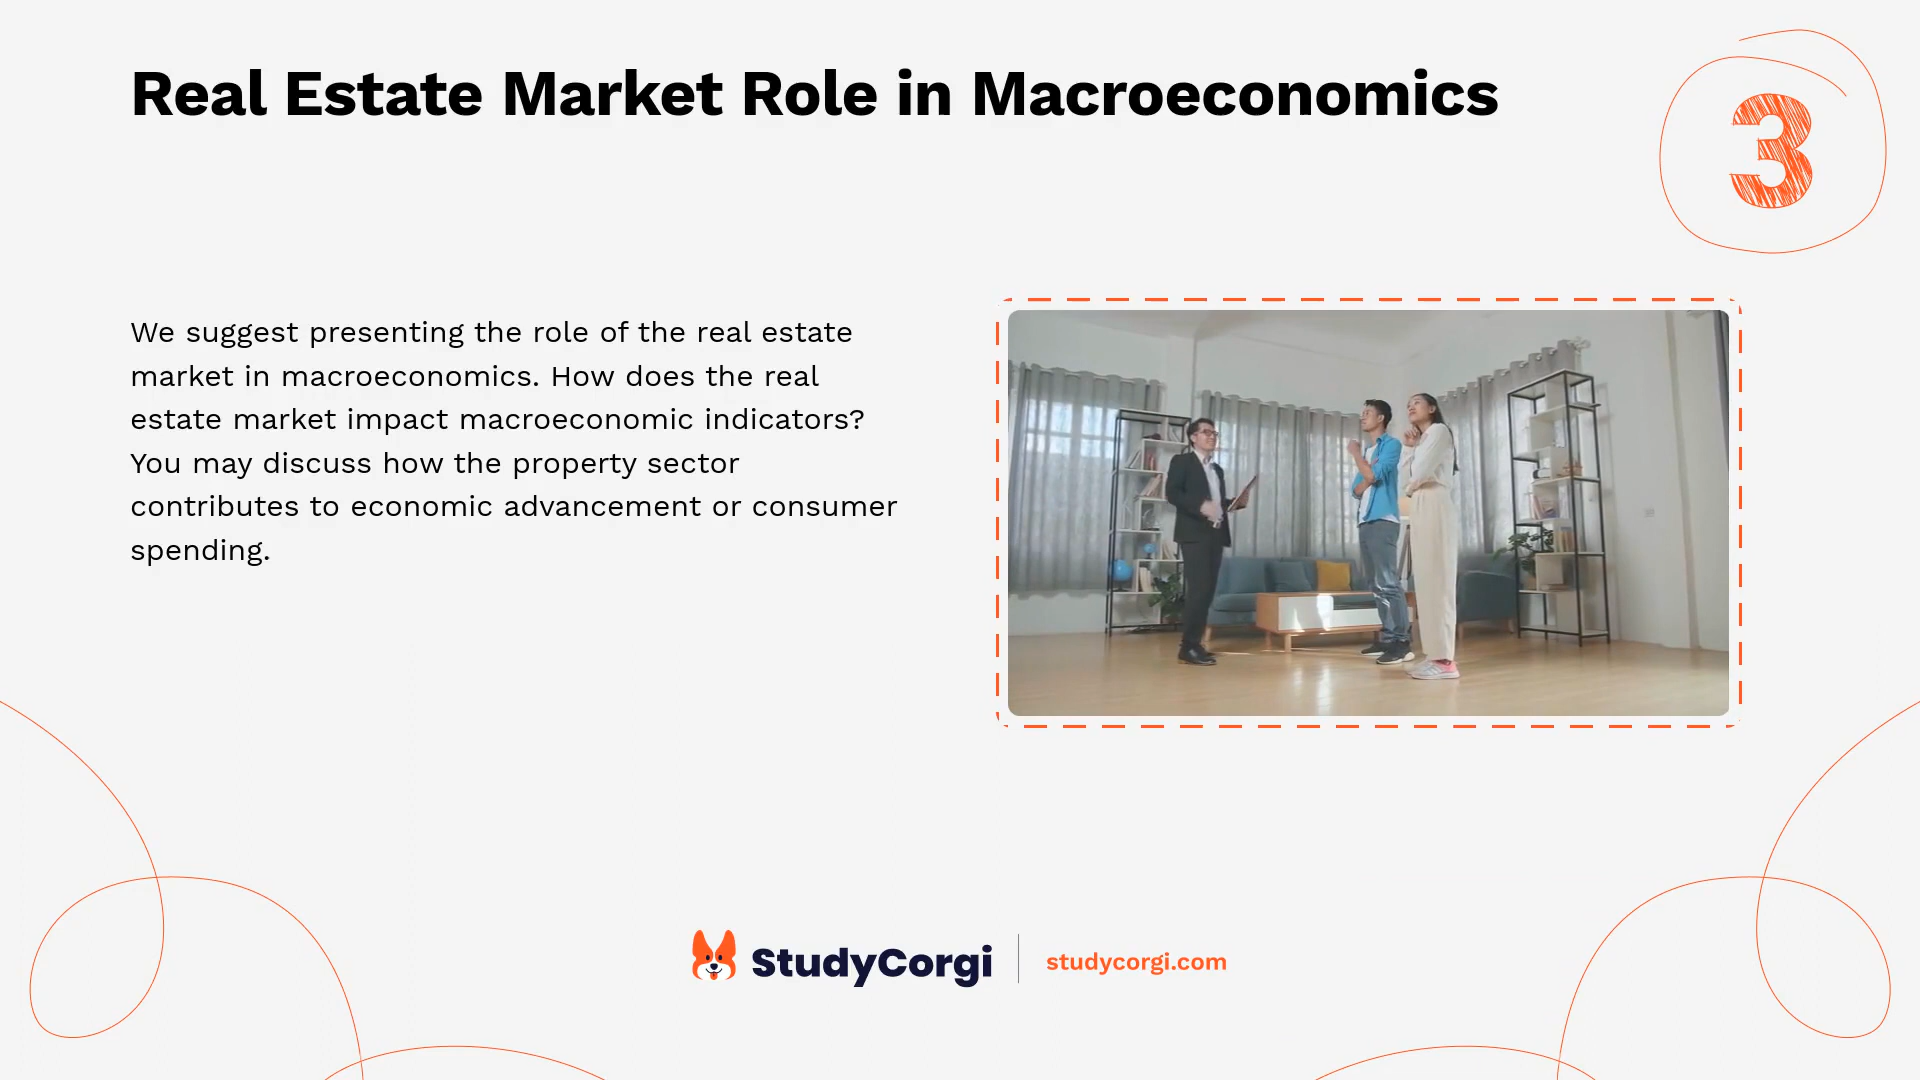 Real Estate Market Role in Macroeconomics
3
We suggest presenting the role of the real estate
market in macroeconomics. How does the real
estate market impact macroeconomic indicators?
You may discuss how the property sector
contributes to economic advancement or consumer
spending.
StudyCorgi
studycorgi.com